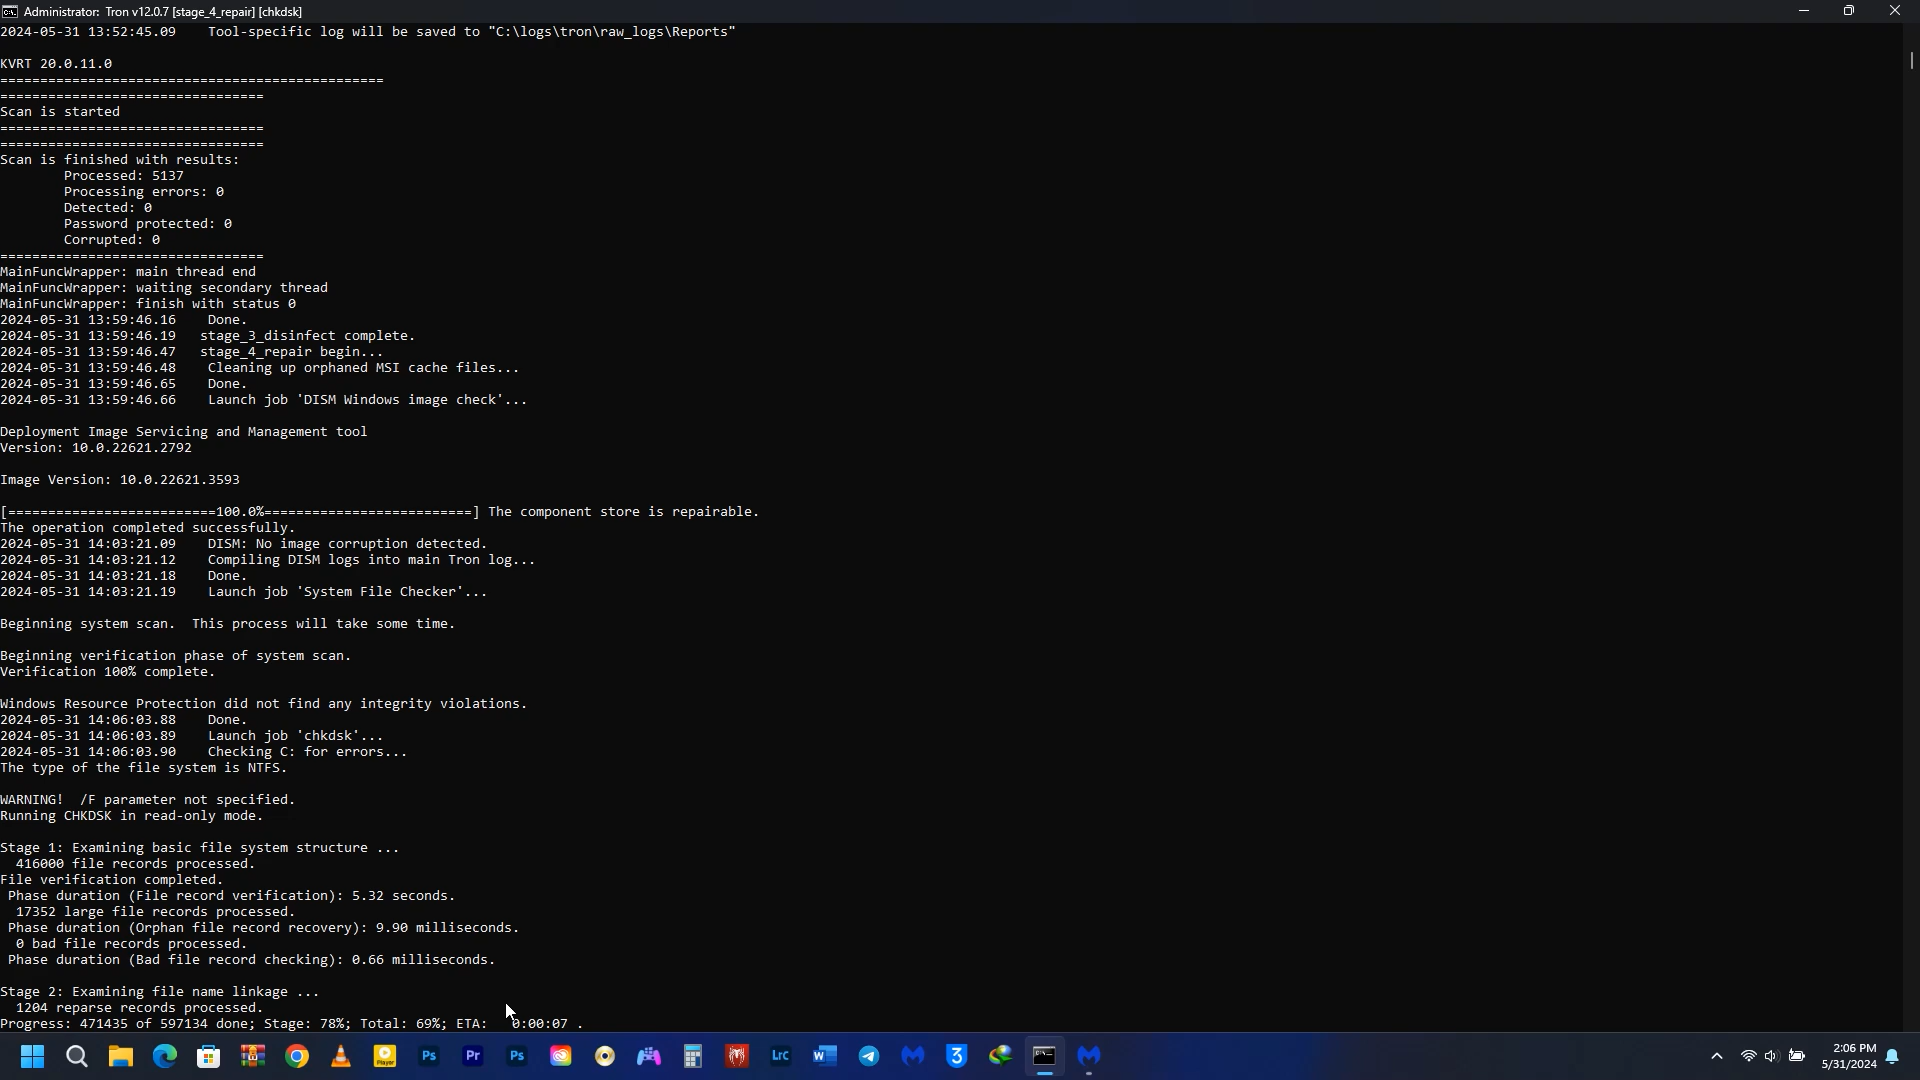 Administrator: Tron v12.0.7 [stage_4_repair] [chkdsk]
2024-05-31 13:52:45.09    Tool-specific log will be saved to "C:\logs\tron\raw_logs\Reports"
KVRT 20.0.11.0
================================================
=================================
Scan is started
=================================
=================================
Scan is finished with results:
Processed: 5137
Processing errors: 0
Detected: 0
Password protected: 0
Corrupted: 0
=================================
MainFuncWrapper: main thread end
MainFuncWrapper: waiting secondary thread
MainFuncWrapper: finish with status 0
2024-05-31 13:59:46.16    Done.
2024-05-31 13:59:46.19   stage_3_disinfect complete.
2024-05-31 13:59:46.47   stage_4_repair begin...
2024-05-31 13:59:46.48    Cleaning up orphaned MSI cache files...
2024-05-31 13:59:46.65    Done.
2024-05-31 13:59:46.66    Launch job 'DISM Windows image check'...
Deployment Image Servicing and Management tool
Version: 10.0.22621.2792
Image Version: 10.0.22621.3593
[==========================100.0%==========================] The component store is repairable.
The operation completed successfully.
2024-05-31 14:03:21.09    DISM: No image corruption detected.
2024-05-31 14:03:21.12    Compiling DISM logs into main Tron log...
2024-05-31 14:03:21.18    Done.
2024-05-31 14:03:21.19    Launch job 'System File Checker'...
Beginning system scan.  This process will take some time.
Beginning verification phase of system scan.
Verification 100% complete.
Windows Resource Protection did not find any integrity violations.
2024-05-31 14:06:03.88    Done.
2024-05-31 14:06:03.89    Launch job 'chkdsk'...
2024-05-31 14:06:03.90    Checking C: for errors...
The type of the file system is NTFS.
WARNING!  /F parameter not specified.
Running CHKDSK in read-only mode.
Stage 1: Examining basic file system structure ...
416000 file records processed.
File verification completed.
Phase duration (File record verification): 5.32 seconds.
17352 large file records processed.
Phase duration (Orphan file record recovery): 9.90 milliseconds.
0 bad file records processed.
Phase duration (Bad file record checking): 0.66 milliseconds.
Stage 2: Examining file name linkage ...
1204 reparse records processed.
Progress: 471435 of 597134 done; Stage: 78%; Total: 69%; ETA:   0:00:07 .
Player
Ps
Pr
Ps
Lrc
W
3
2:06 PM
5/31/2024